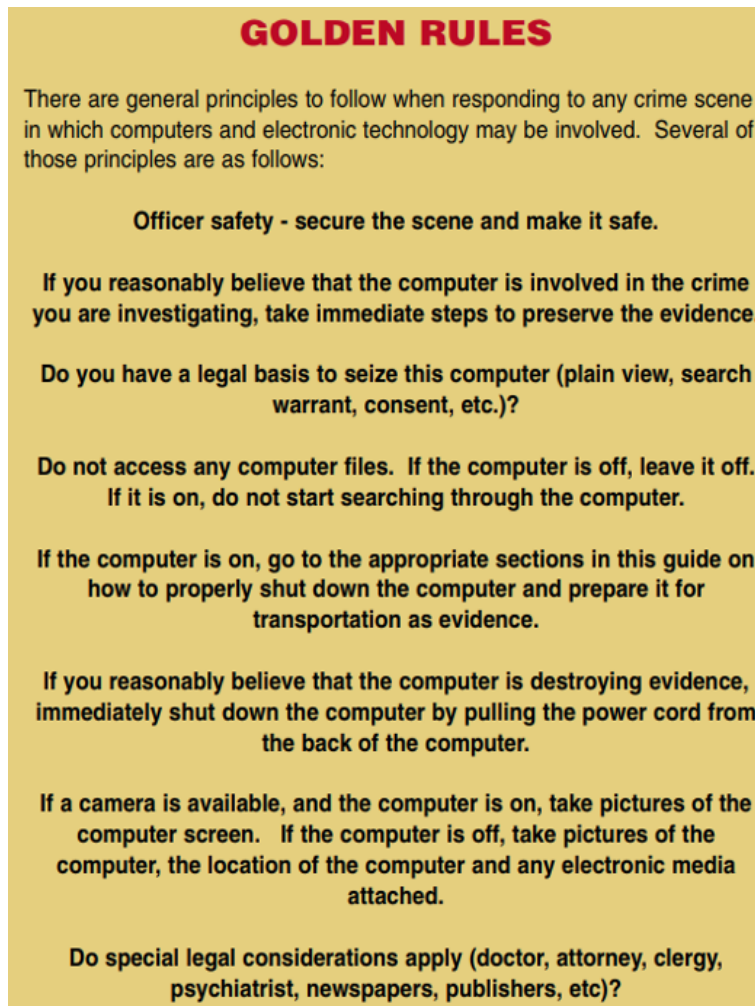 GOLDEN RULES
There are general principles to follow when responding to any crime scene
in which computers and electronic technology may be involved.  Several of
those principles are as follows:
Officer safety - secure the scene and make it safe.
If you reasonably believe that the computer is involved in the crime
you are investigating, take immediate steps to preserve the evidence.
Do you have a legal basis to seize this computer (plain view, search
warrant, consent, etc.)?
Do not access any computer files.  If the computer is off, leave it off.
If it is on, do not start searching through the computer.
If the computer is on, go to the appropriate sections in this guide on
how to properly shut down the computer and prepare it for
transportation as evidence.
If you reasonably believe that the computer is destroying evidence,
immediately shut down the computer by pulling the power cord from
the back of the computer.
If a camera is available, and the computer is on, take pictures of the
computer screen.   If the computer is off, take pictures of the
computer, the location of the computer and any electronic media
attached.
Do special legal considerations apply (doctor, attorney, clergy,
psychiatrist, newspapers, publishers, etc)?